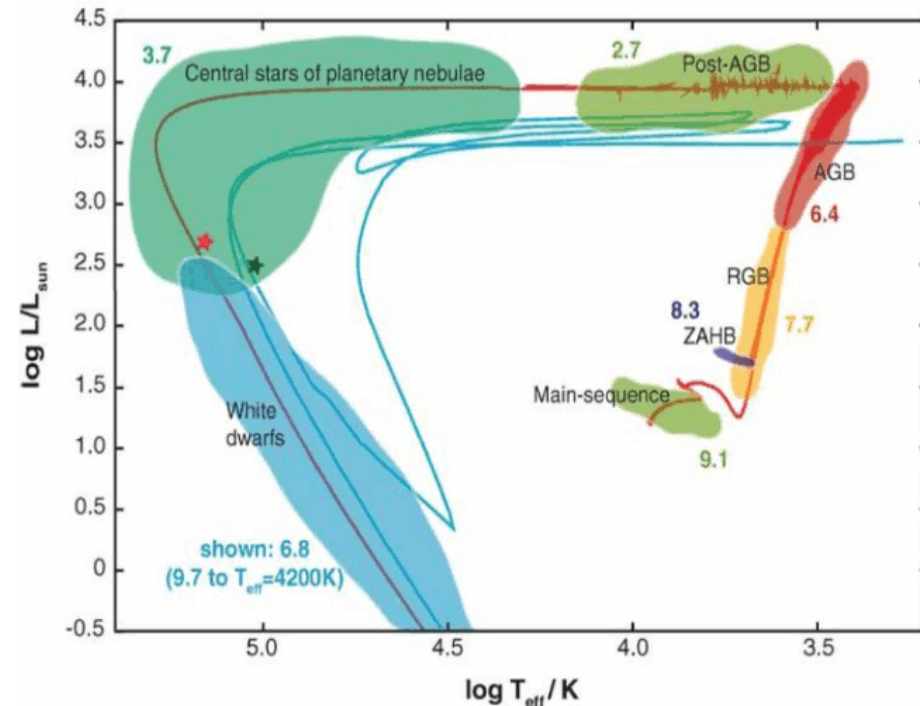 4.5
4.0
3.5
3.0
2.5
2.0
1.5
1.0
0.5
0
-0.5
log L/L_sun
3.7
Central stars of planetary nebulae
2.7
Post-AGB
AGB
6.4
RGB
8.3
ZAHB
7.7
Main-sequence
9.1
White
dwarfs
shown: 6.8
(9.7 to T_eff=4200K)
5.0
4.5
4.0
3.5
log T_eff / K